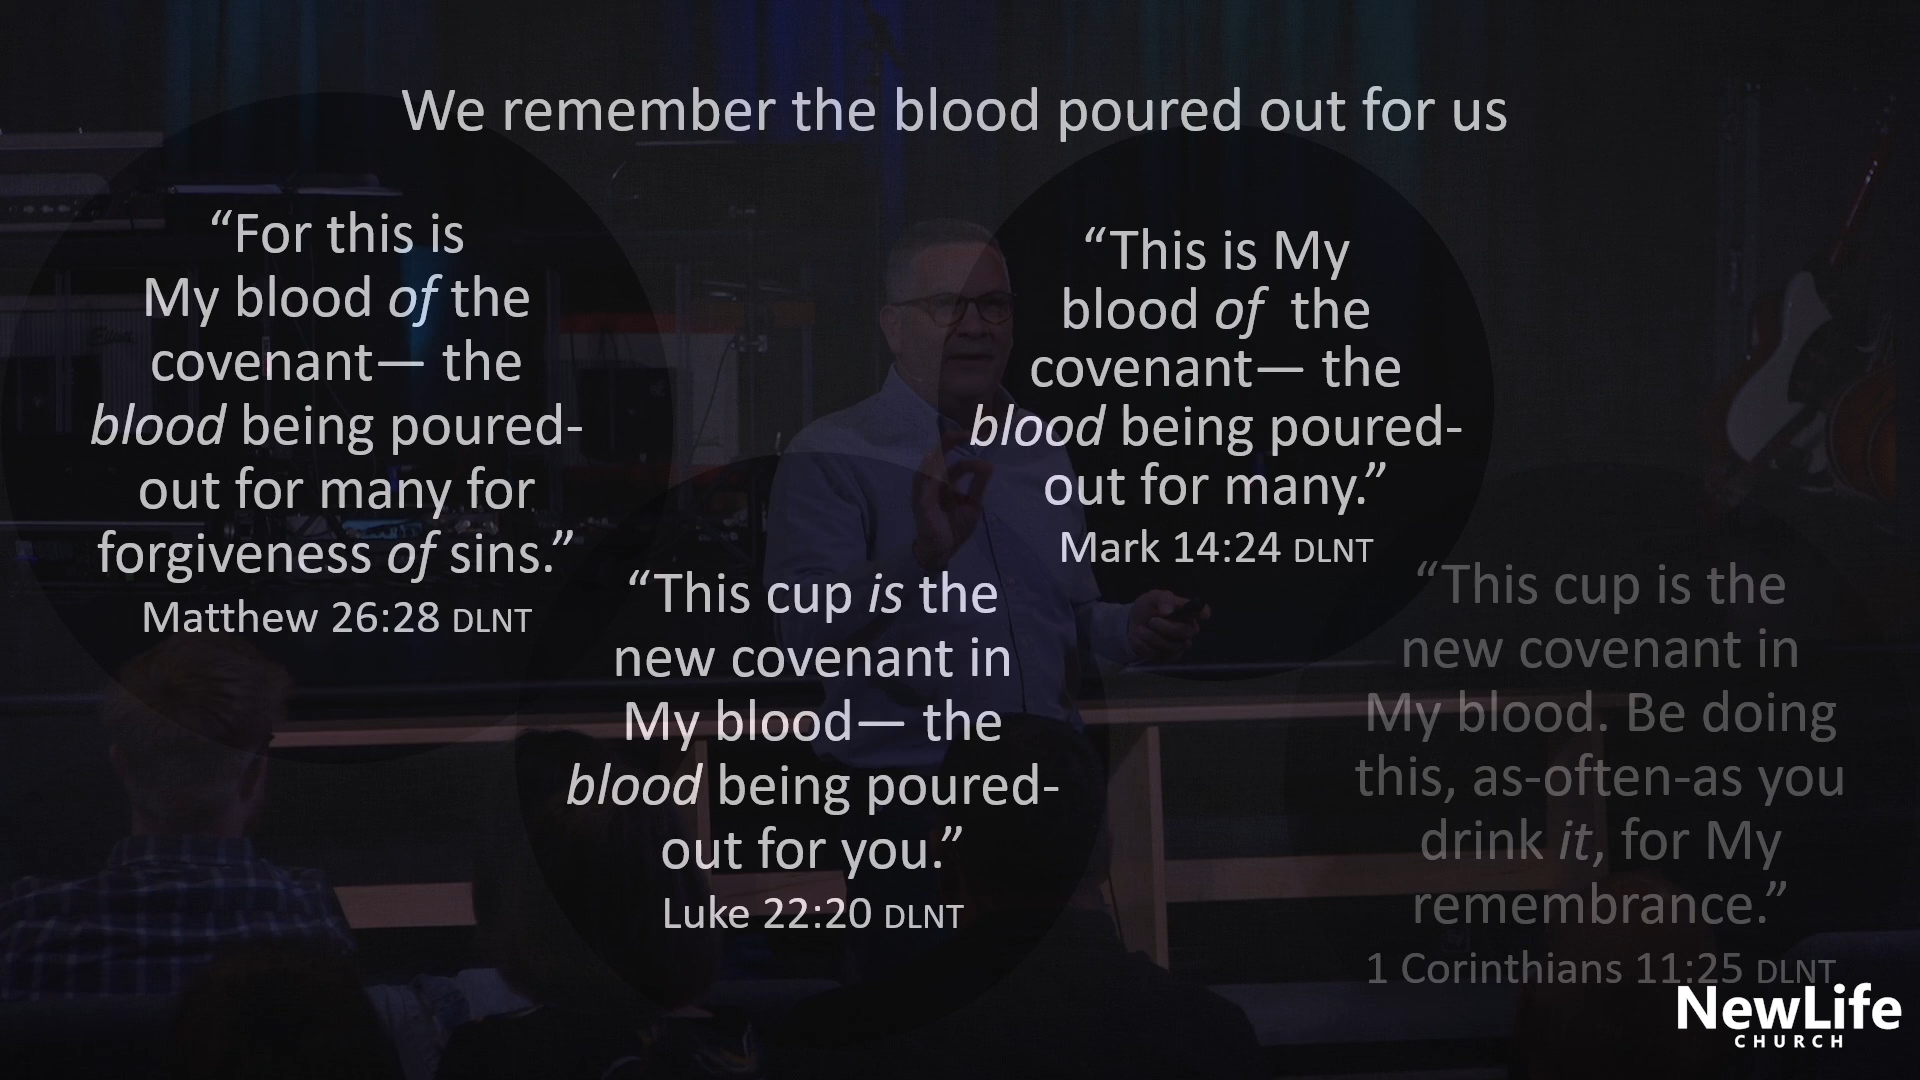 We remember the blood poured out for us
“For this is
My blood of the
covenant— the
blood being poured-
out for many for
forgiveness of sins.”
Matthew 26:28 DLNT
“This is My
blood of the
covenant— the
blood being poured-
out for many.”
Mark 14:24 DLNT
“This cup is the
new covenant in
My blood— the
blood being poured-
out for you.”
Luke 22:20 DLNT
“This cup is the
new covenant in
My blood. Be doing
this, as-often-as you
drink it, for My
remembrance.”
1 Corinthians 11:25 DLNT
NewLife
CHURCH